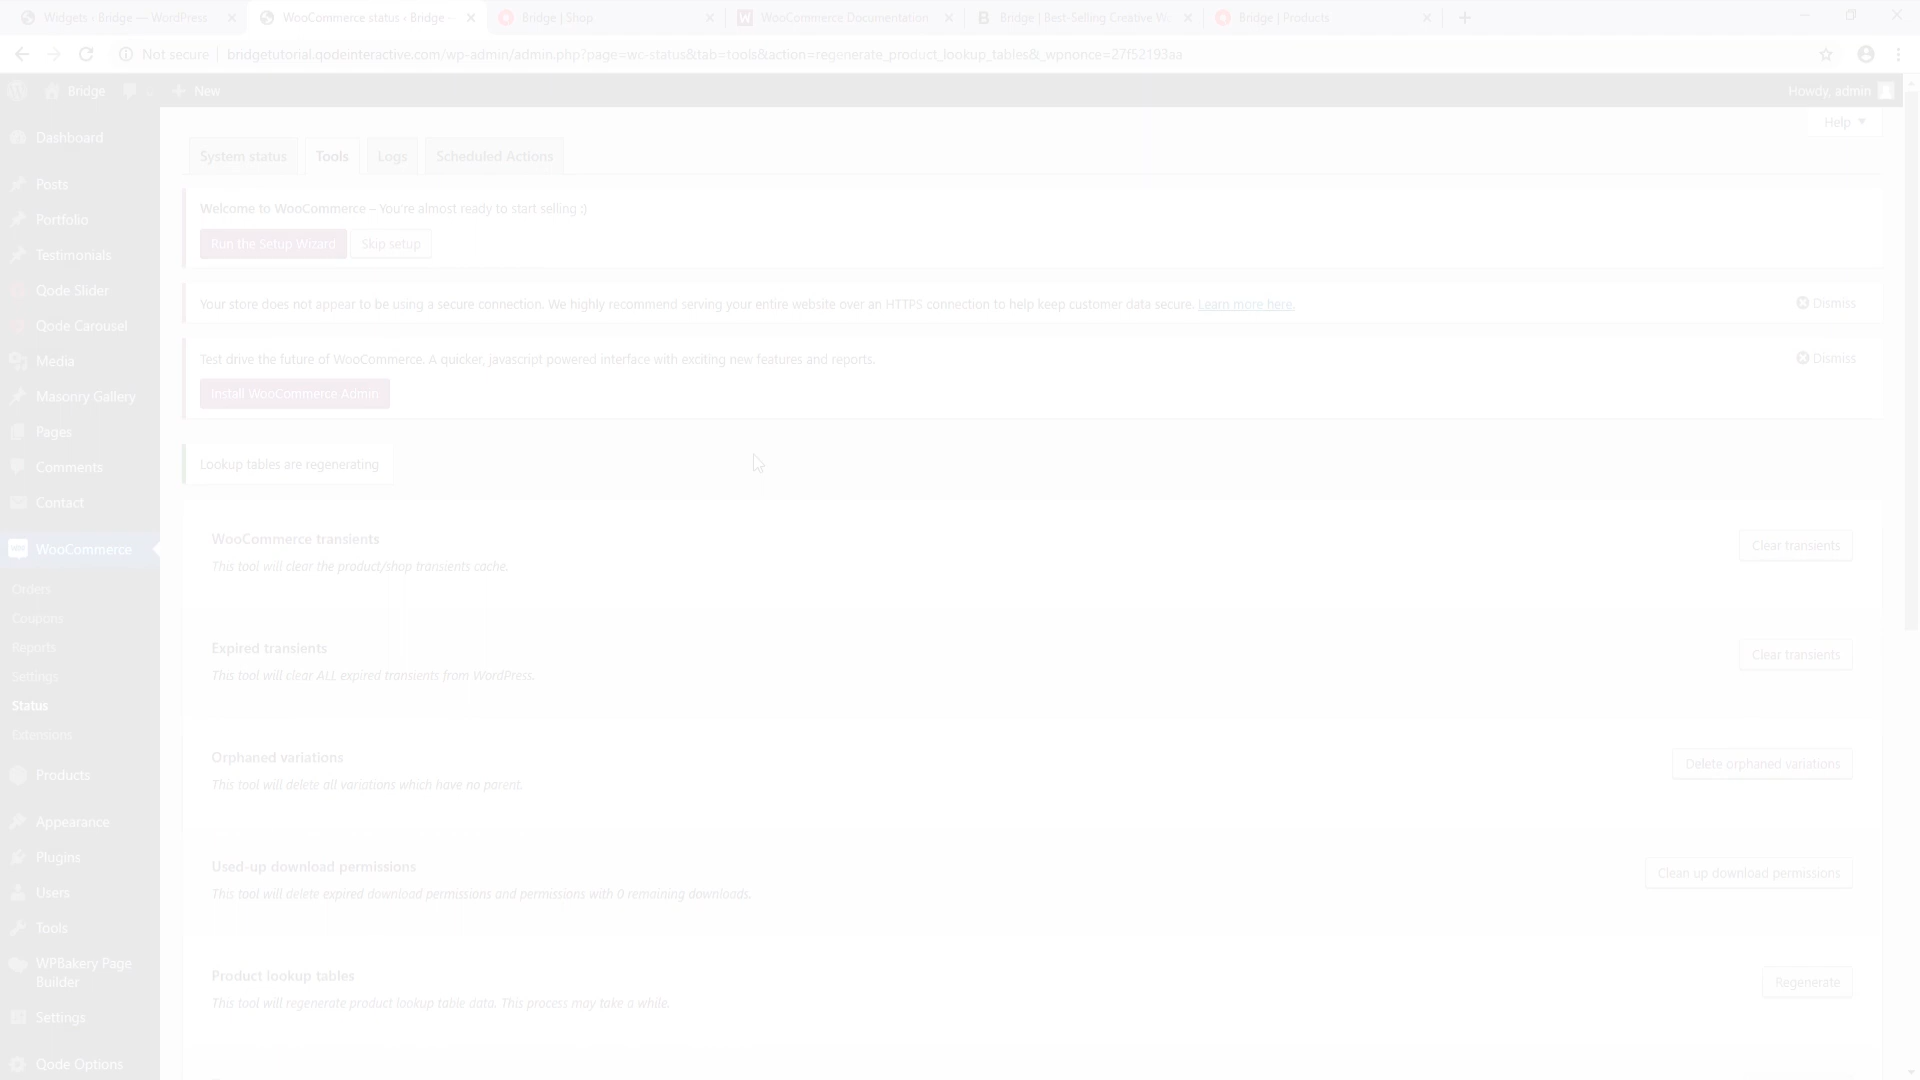 Widgets ‹ Bridge — WordPress
WooCommerce status ‹ Bridge –
Bridge | Shop
WooCommerce Documentation
Bridge | Best-Selling Creative Wo
Bridge | Products
Not secure
bridgetutorial.qodeinteractive.com/wp-admin/admin.php?page=wc-status&tab=tools&action=regenerate_product_lookup_tables&_wpnonce=27f52193aa
Bridge
New
Howdy, admin
Help
Dashboard
Posts
Portfolio
Testimonials
Qode Slider
Qode Carousel
Media
Masonry Gallery
Pages
Comments
Contact
WooCommerce
Orders
Coupons
Reports
Settings
Status
Extensions
Products
Appearance
Plugins
Users
Tools
WPBakery Page
Builder
Settings
Qode Options
System status
Tools
Logs
Scheduled Actions
Welcome to WooCommerce – You're almost ready to start selling :)
Run the Setup Wizard
Skip setup
Your store does not appear to be using a secure connection. We highly recommend serving your entire website over an HTTPS connection to help keep customer data secure. Learn more here.
Dismiss
Test drive the future of WooCommerce. A quicker, javascript powered interface with exciting new features and reports.
Dismiss
Install WooCommerce Admin
Lookup tables are regenerating
WooCommerce transients
This tool will clear the product/shop transients cache.
Clear transients
Expired transients
This tool will clear ALL expired transients from WordPress.
Clear transients
Orphaned variations
This tool will delete all variations which have no parent.
Delete orphaned variations
Used-up download permissions
This tool will delete expired download permissions and permissions with 0 remaining downloads.
Clean up download permissions
Product lookup tables
This tool will regenerate product lookup table data. This process may take a while.
Regenerate